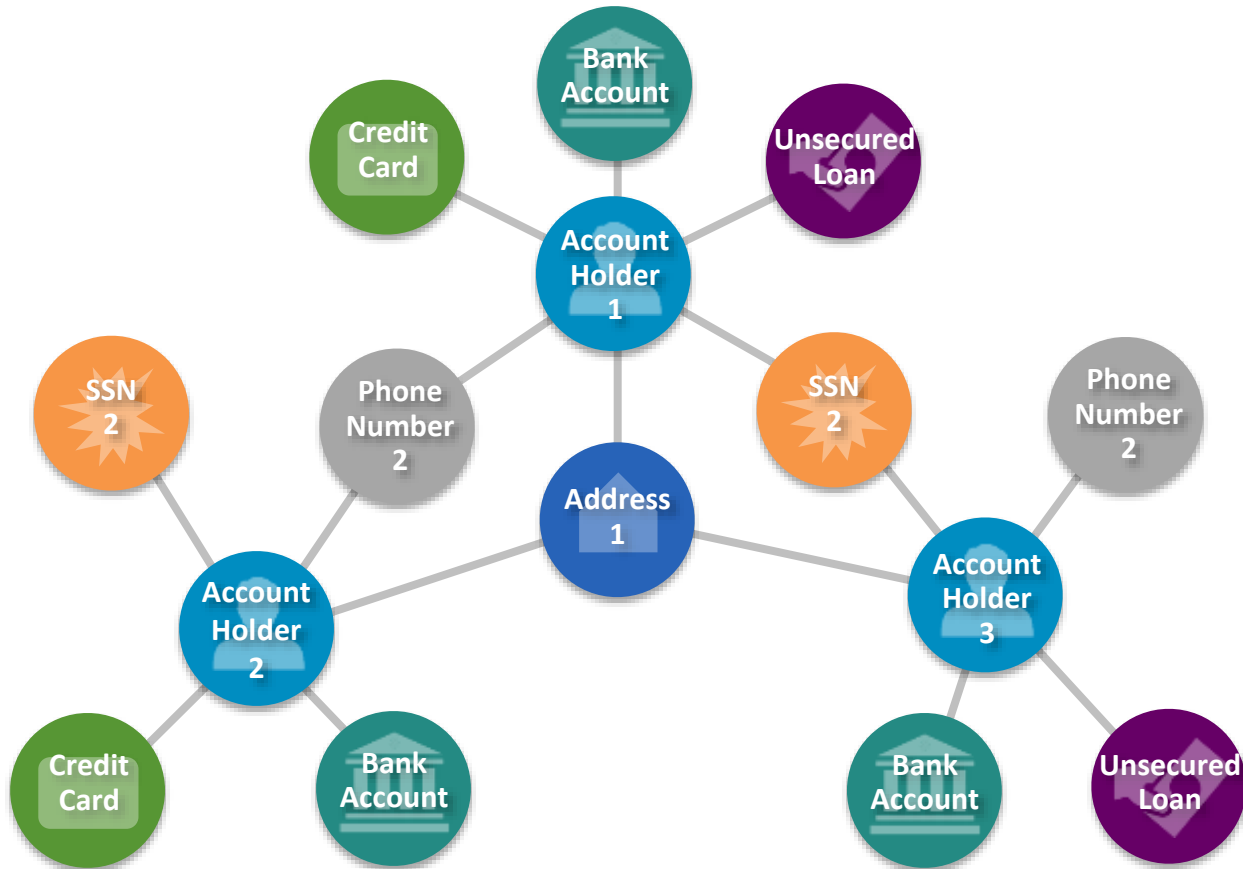 Bank
Account
Credit
Card
Unsecured
Loan
Account
Holder
1
SSN
2
Phone
Number
2
SSN
2
Phone
Number
2
Address
1
Account
Holder
2
Account
Holder
3
Credit
Card
Bank
Account
Bank
Account
Unsecured
Loan